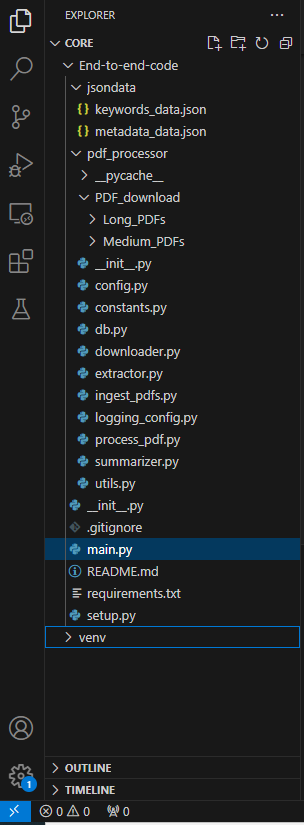 EXPLORER
CORE
End-to-end-code
jsondata
{} keywords_data.json
{} metadata_data.json
pdf_processor
__pycache__
PDF_download
Long_PDFs
Medium_PDFs
__init__.py
config.py
constants.py
db.py
downloader.py
extractor.py
ingest_pdfs.py
logging_config.py
process_pdf.py
summarizer.py
utils.py
__init__.py
.gitignore
main.py
README.md
requirements.txt
setup.py
venv
OUTLINE
1
TIMELINE
0 0 0